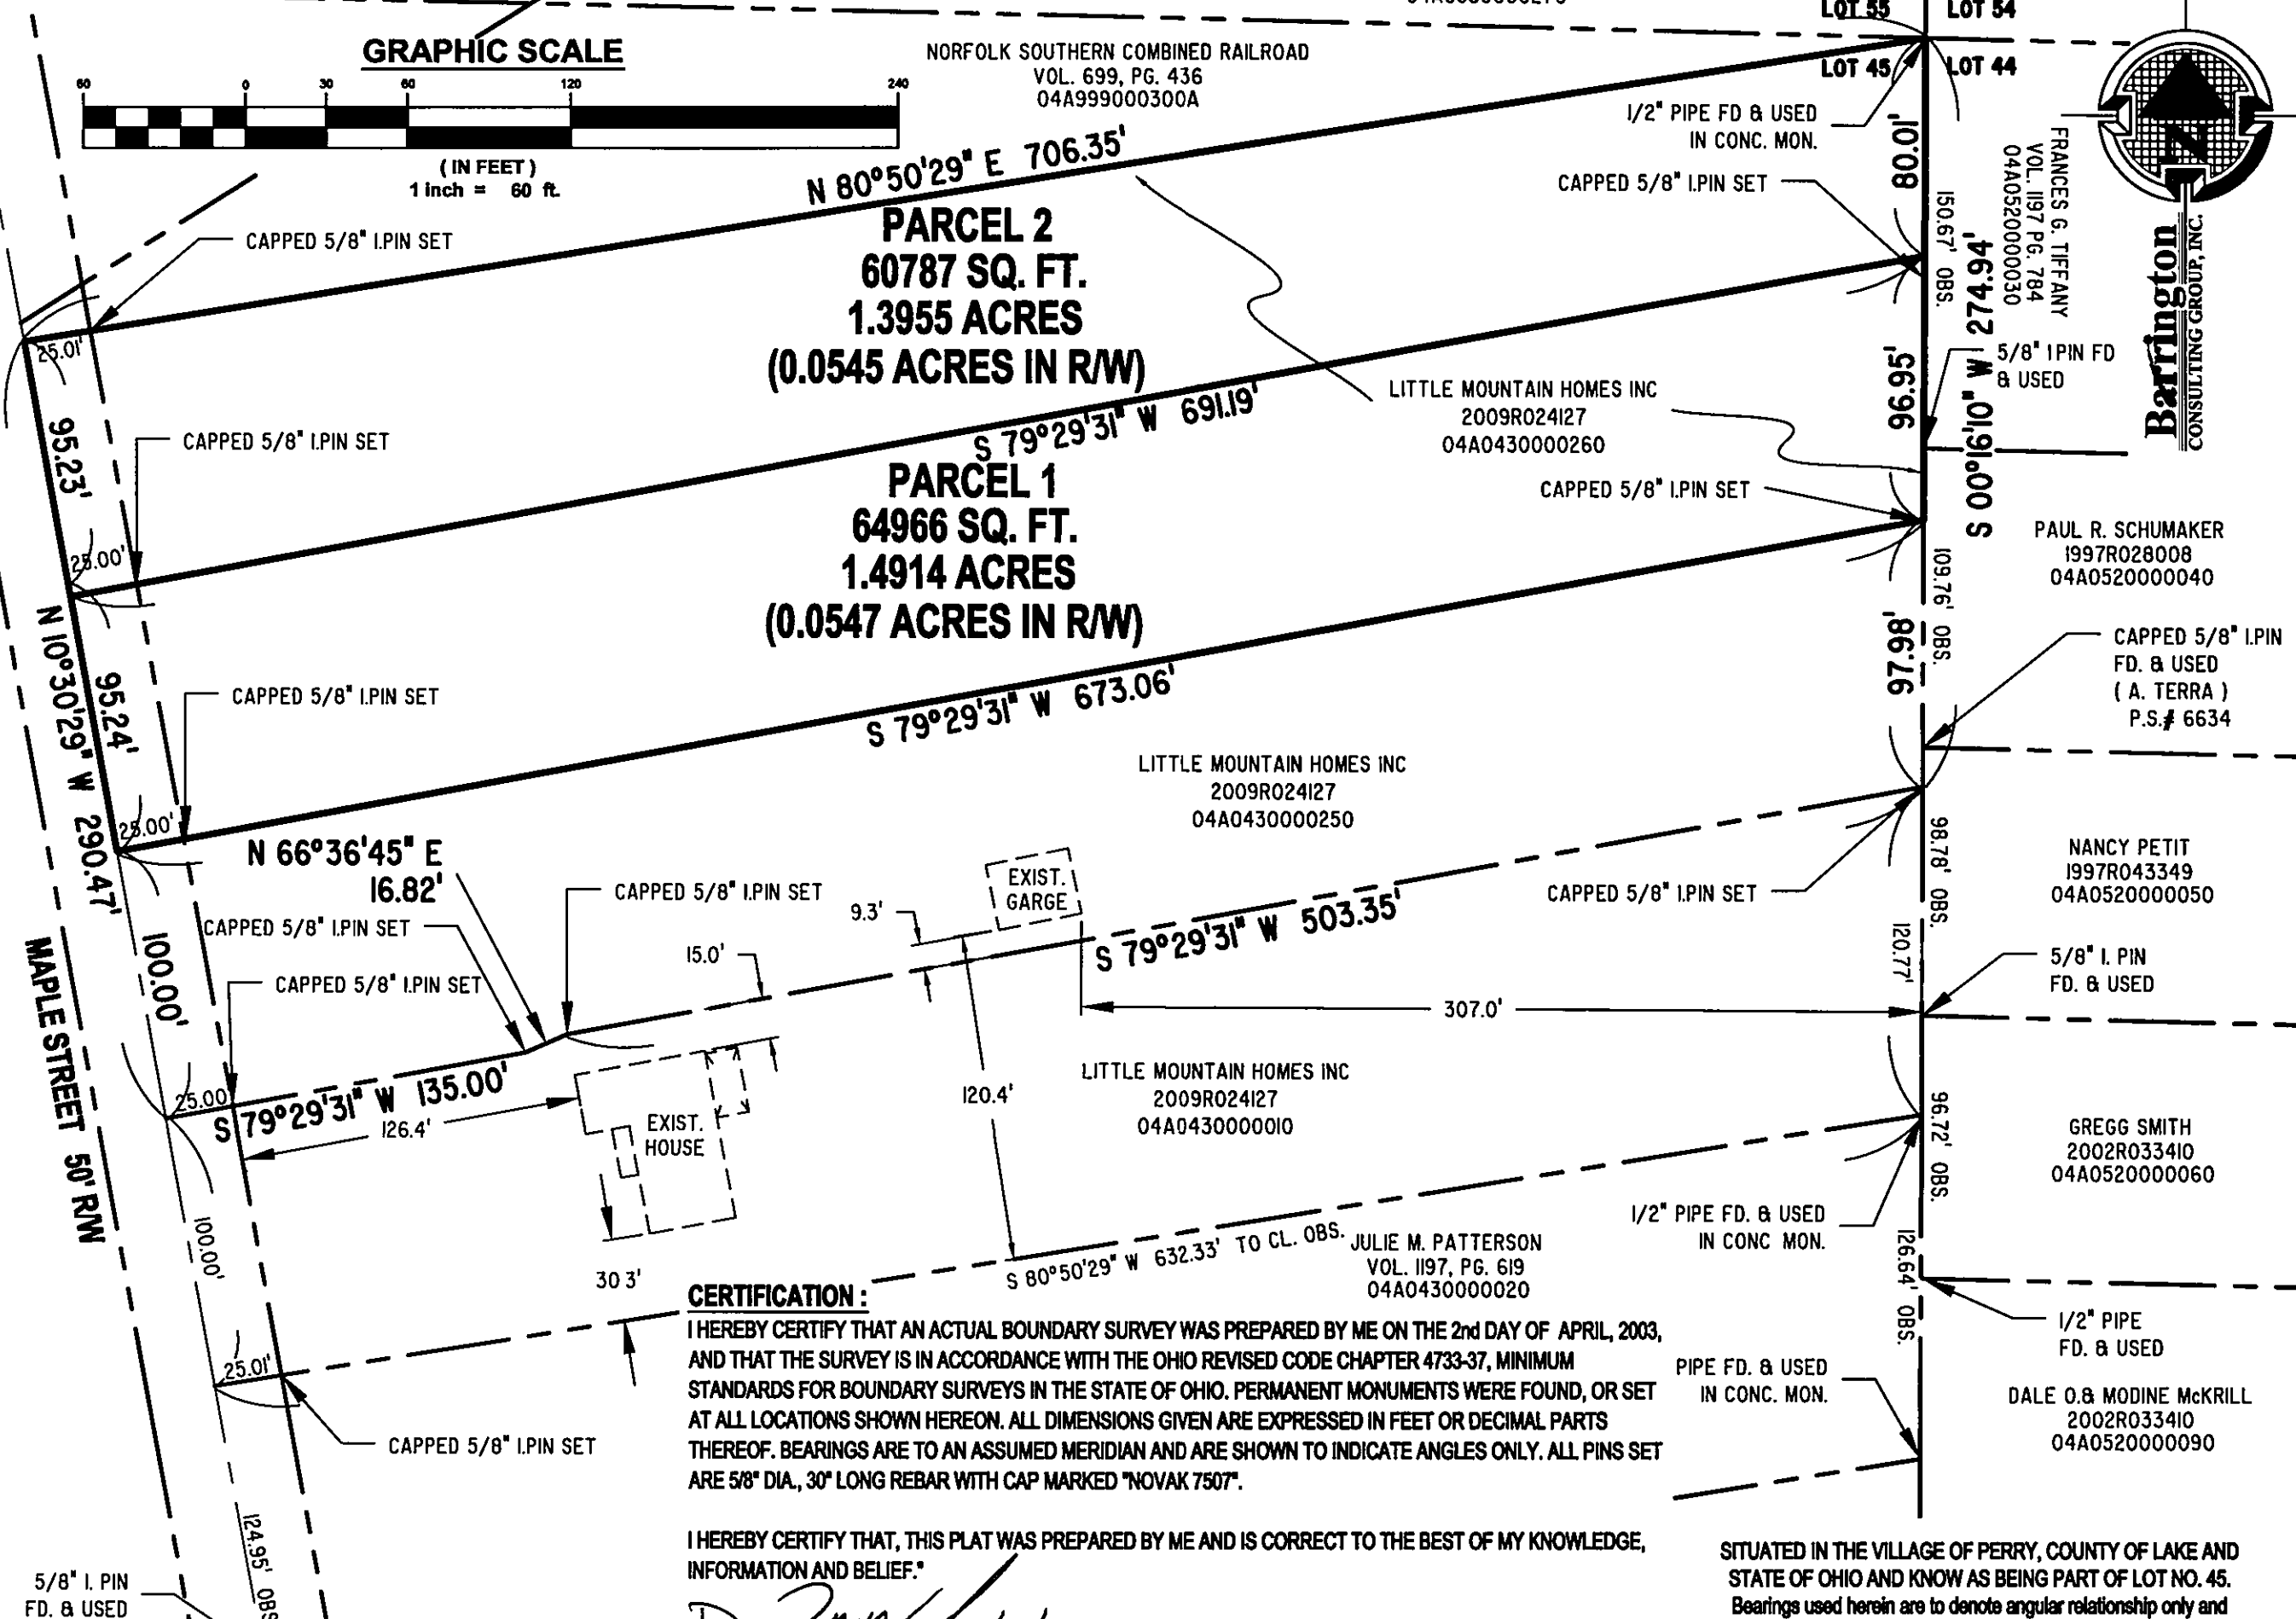 LOT 55
LOT 54
GRAPHIC SCALE
60 0 30 60 120 240
( IN FEET )
1 inch = 60 ft.
NORFOLK SOUTHERN COMBINED RAILROAD
VOL. 699, PG. 436
04A999000300A
LOT 45
LOT 44
1/2" PIPE FD & USED
IN CONC. MON.
CAPPED 5/8" I.PIN SET
80.01'
150.67' OBS.
FRANCES G. TIFFANY
VOL. 1197 PG. 784
04A0520000030
N
Barington
CONSULTING GROUP, INC.
N 80°50'29" E 706.35'
PARCEL 2
60787 SQ. FT.
1.3955 ACRES
(0.0545 ACRES IN R/W)
CAPPED 5/8" I.PIN SET
25.01'
95.23'
CAPPED 5/8" I.PIN SET
S 79°29'31" W 691.19'
LITTLE MOUNTAIN HOMES INC
2009R024127
04A0430000260
96.95'
S 00°16'10" W 274.94'
5/8" IPIN FD
& USED
CAPPED 5/8" I.PIN SET
PARCEL 1
64966 SQ. FT.
1.4914 ACRES
(0.0547 ACRES IN R/W)
25.00'
N 10°30'29" W 290.47'
95.24'
CAPPED 5/8" I.PIN SET
S 79°29'31" W 673.06'
PAUL R. SCHUMAKER
1997R028008
04A0520000040
109.76' OBS.
97.98'
CAPPED 5/8" I.PIN
FD. & USED
( A. TERRA )
P.S.# 6634
LITTLE MOUNTAIN HOMES INC
2009R024127
04A0430000250
25.00'
N 66°36'45" E
16.82'
CAPPED 5/8" I.PIN SET
CAPPED 5/8" I.PIN SET
CAPPED 5/8" I.PIN SET
EXIST.
GARGE
9.3'
15.0'
S 79°29'31" W 503.35'
CAPPED 5/8" I.PIN SET
98.78' OBS.
NANCY PETIT
1997R043349
04A0520000050
120.77'
5/8" I. PIN
FD. & USED
MAPLE STREET 50' R/W
100.00'
25.00'
S 79°29'31" W 135.00'
126.4'
EXIST.
HOUSE
120.4'
307.0'
LITTLE MOUNTAIN HOMES INC
2009R024127
04A0430000010
96.72' OBS.
GREGG SMITH
2002R033410
04A0520000060
1/2" PIPE FD. & USED
IN CONC MON.
100.00'
30 3'
S 80°50'29" W 632.33' TO CL. OBS.
JULIE M. PATTERSON
VOL. 1197, PG. 619
04A0430000020
126.64' OBS.
1/2" PIPE
FD. & USED
25.01'
CAPPED 5/8" I.PIN SET
CERTIFICATION :
I HEREBY CERTIFY THAT AN ACTUAL BOUNDARY SURVEY WAS PREPARED BY ME ON THE 2nd DAY OF APRIL, 2003,
AND THAT THE SURVEY IS IN ACCORDANCE WITH THE OHIO REVISED CODE CHAPTER 4733-37, MINIMUM
STANDARDS FOR BOUNDARY SURVEYS IN THE STATE OF OHIO. PERMANENT MONUMENTS WERE FOUND, OR SET
AT ALL LOCATIONS SHOWN HEREON. ALL DIMENSIONS GIVEN ARE EXPRESSED IN FEET OR DECIMAL PARTS
THEREOF. BEARINGS ARE TO AN ASSUMED MERIDIAN AND ARE SHOWN TO INDICATE ANGLES ONLY. ALL PINS SET
ARE 5/8" DIA., 30" LONG REBAR WITH CAP MARKED "NOVAK 7507".
I HEREBY CERTIFY THAT, THIS PLAT WAS PREPARED BY ME AND IS CORRECT TO THE BEST OF MY KNOWLEDGE,
INFORMATION AND BELIEF."
PIPE FD. & USED
IN CONC. MON.
DALE O.& MODINE McKRILL
2002R033410
04A0520000090
124.95' OBS
5/8" I. PIN
FD. & USED
SITUATED IN THE VILLAGE OF PERRY, COUNTY OF LAKE AND
STATE OF OHIO AND KNOW AS BEING PART OF LOT NO. 45.
Bearings used herein are to denote angular relationship only and